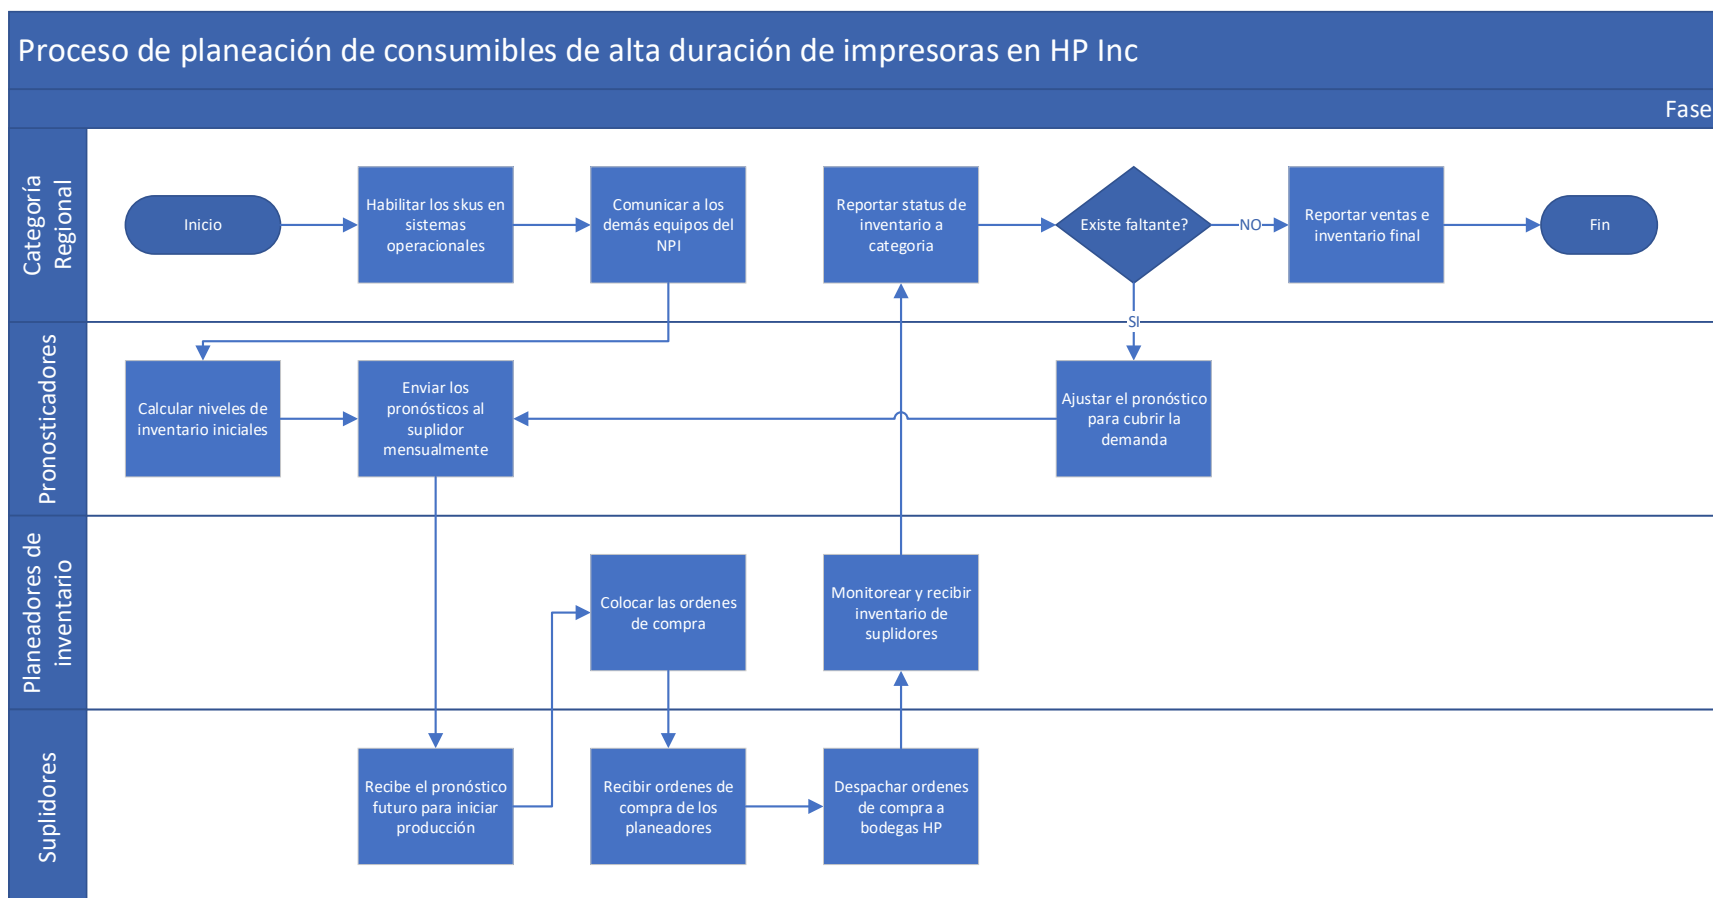 Proceso de planeación de consumibles de alta duración de impresoras en HP Inc
Fase
Categoría
Regional
Inicio
Habilitar los skus en
sistemas
operacionales
Comunicar a los
demás equipos del
NPI
Reportar status de
inventario a
categoria
Existe faltante?
NO
Reportar ventas e
inventario final
Fin
SI
Pronosticadores
Calcular niveles de
inventario iniciales
Enviar los
pronósticos al
suplidor
mensualmente
Ajustar el pronóstico
para cubrir la
demanda
Planeadores de
inventario
Colocar las ordenes
de compra
Monitorear y recibir
inventario de
suplidores
Suplidores
Recibe el pronóstico
futuro para iniciar
producción
Recibir ordenes de
compra de los
planeadores
Despachar ordenes
de compra a
bodegas HP